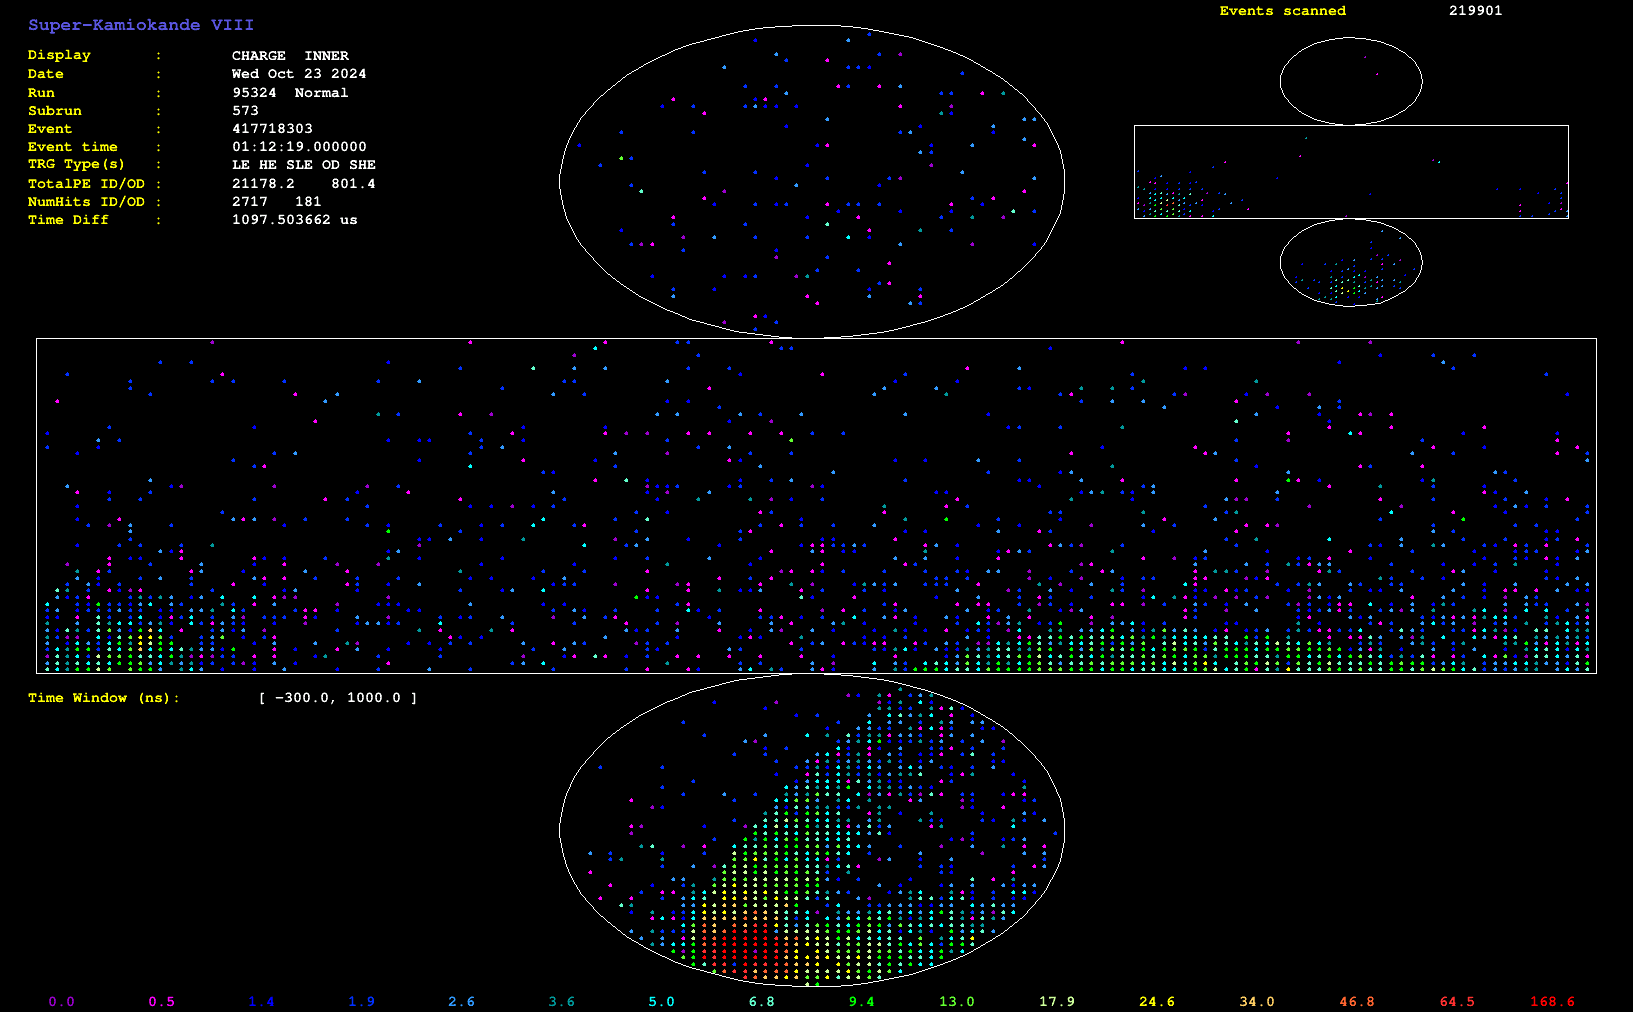 Super-Kamiokande VIII
Display : CHARGE INNER
Date : Wed Oct 23 2024
Run : 95324 Normal
Subrun : 573
Event : 417718303
Event time : 01:12:19.000000
TRG Type(s) : LE HE SLE OD SHE
TotalPE ID/OD : 21178.2 801.4
NumHits ID/OD : 2717 181
Time Diff : 1097.503662 us
Events scanned 219901
Time Window (ns): [ −300.0, 1000.0 ]
0.0 0.5 1.4 1.9 2.6 3.6 5.0 6.8 9.4 13.0 17.9 24.6 34.0 46.8 64.5 168.6